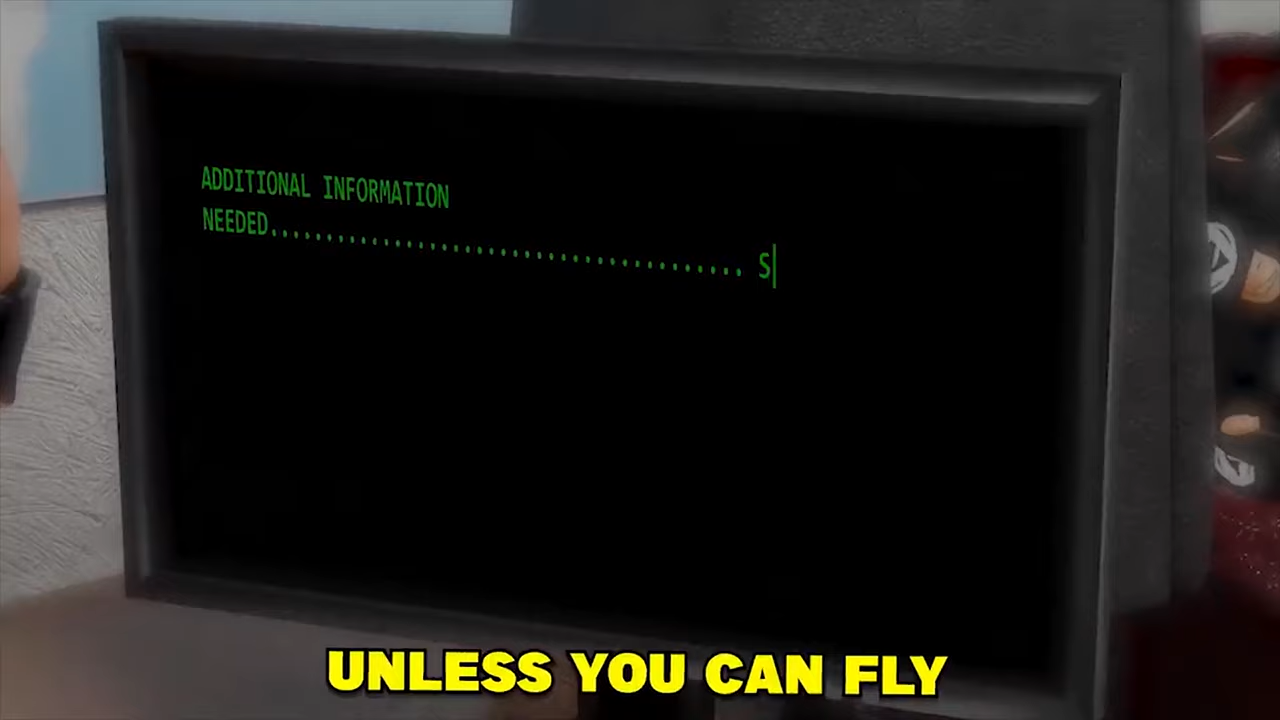 ADDITIONAL INFORMATION
NEEDED........................................... S
UNLESS YOU CAN FLY